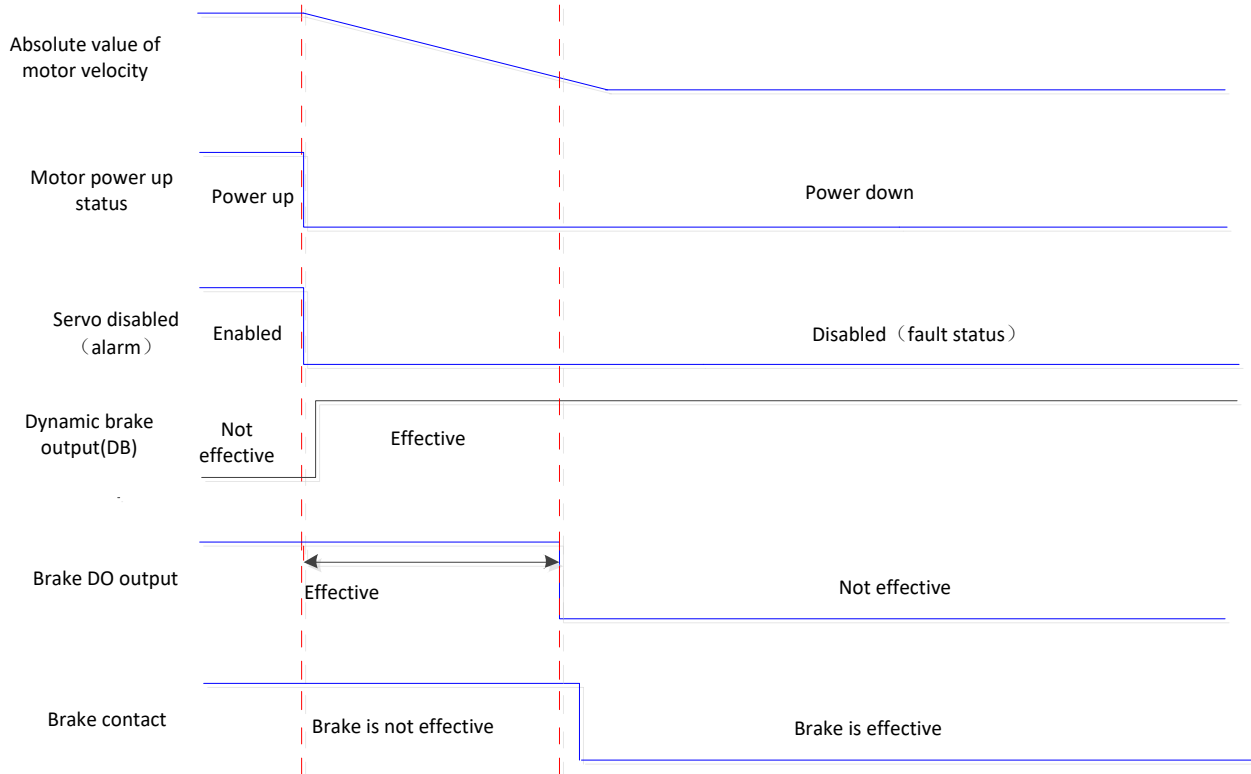 Absolute value of
motor velocity
Motor power up
status
Power up
Power down
Servo disabled
（alarm）
Enabled
Disabled（fault status）
Dynamic brake
output(DB)
Not
effective
Effective
Brake DO output
Effective
Not effective
Brake contact
Brake is not effective
Brake is effective